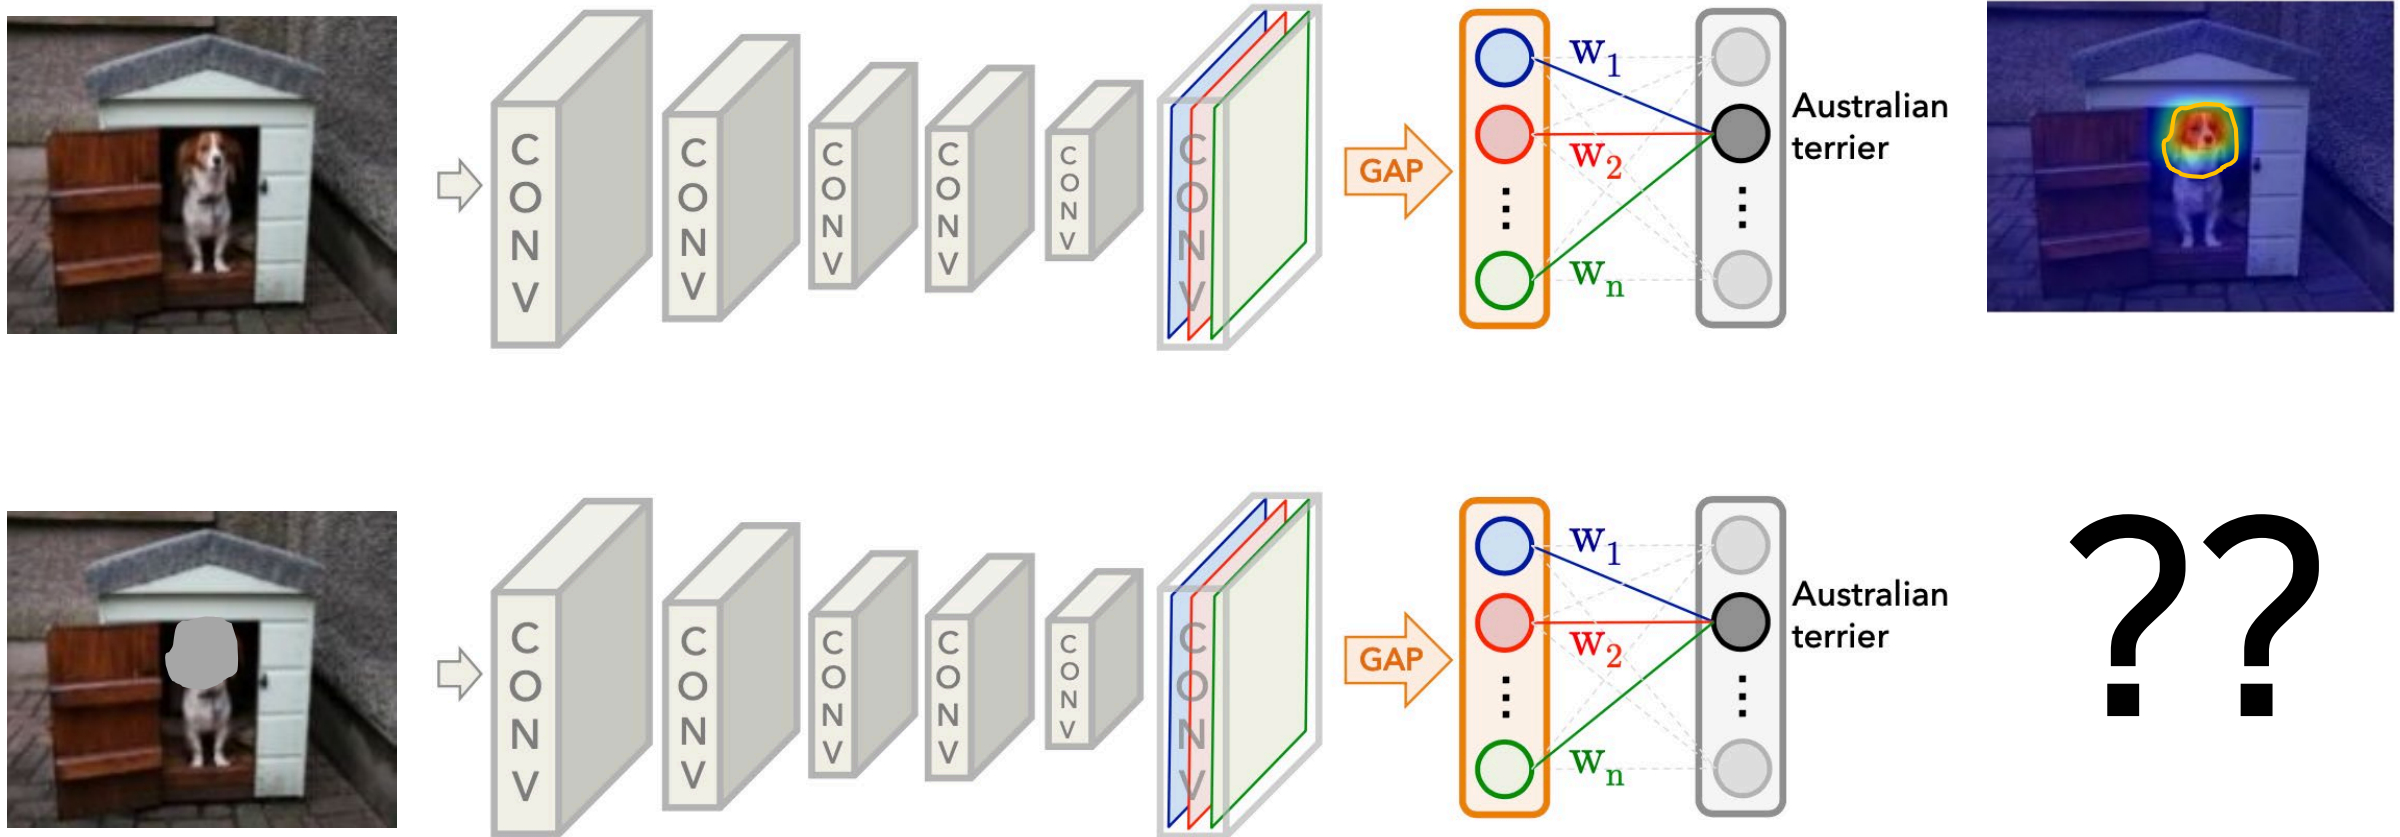 CONV
CONV
CONV
CONV
CONV
CONV
GAP
w1
w2
wn
Australian
terrier
CONV
CONV
CONV
CONV
CONV
CONV
GAP
w1
w2
wn
Australian
terrier
??